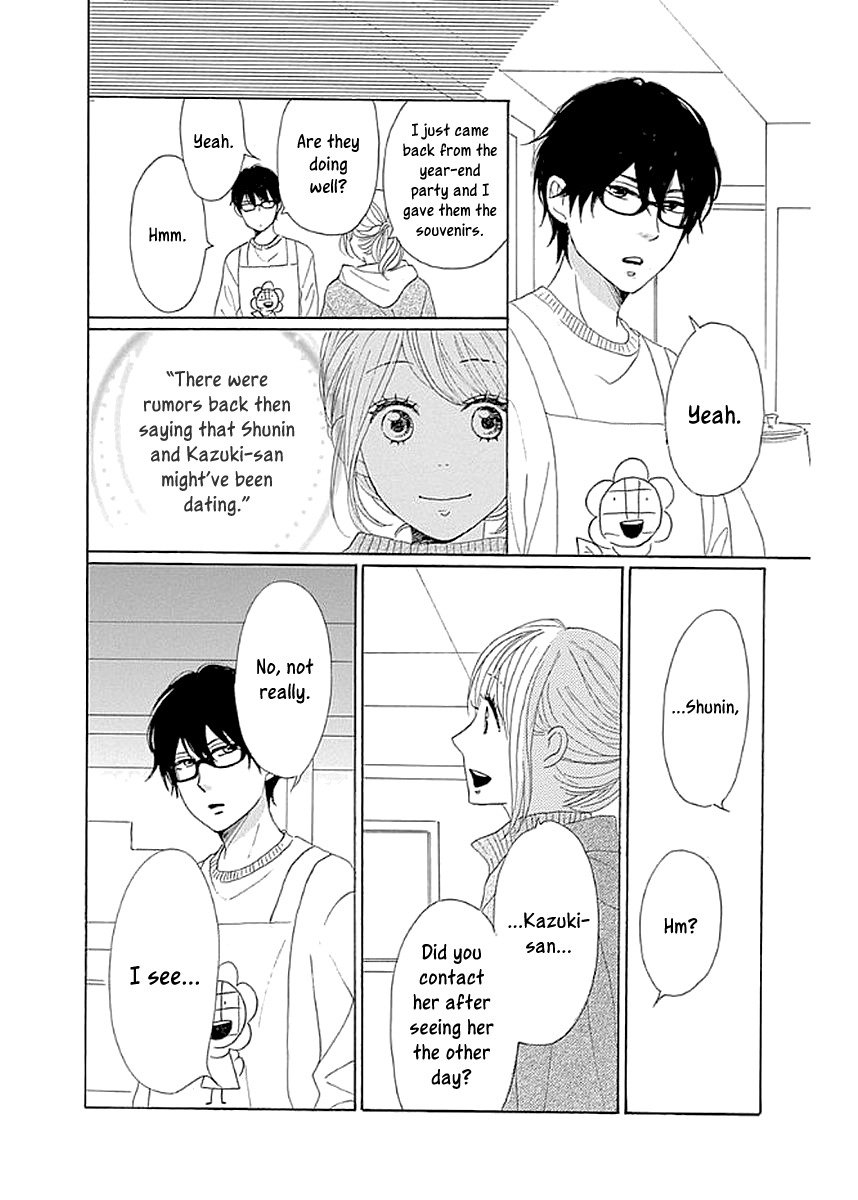 Yeah.
I just came
back from the
year-end
party and I
gave them the
souvenirs.
Are they
doing
well?
Yeah.
Hmm.
“There were
rumors back then
saying that Shunin
and Kazuki-san
might’ve been
dating.”
...Shunin,
Hm?
...Kazuki-
san...
Did you
contact
her after
seeing her
the other
day?
No, not
really.
I see...